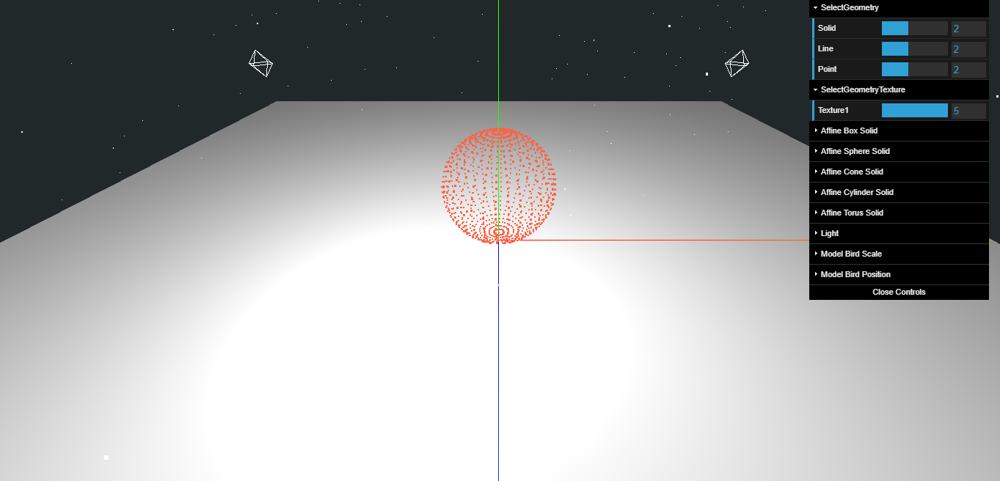 SelectGeometry
Solid 2
Line 2
Point 2
SelectGeometryTexture
Texture1 5
Affine Box Solid
Affine Sphere Solid
Affine Cone Solid
Affine Cylinder Solid
Affine Torus Solid
Light
Model Bird Scale
Model Bird Position
Close Controls